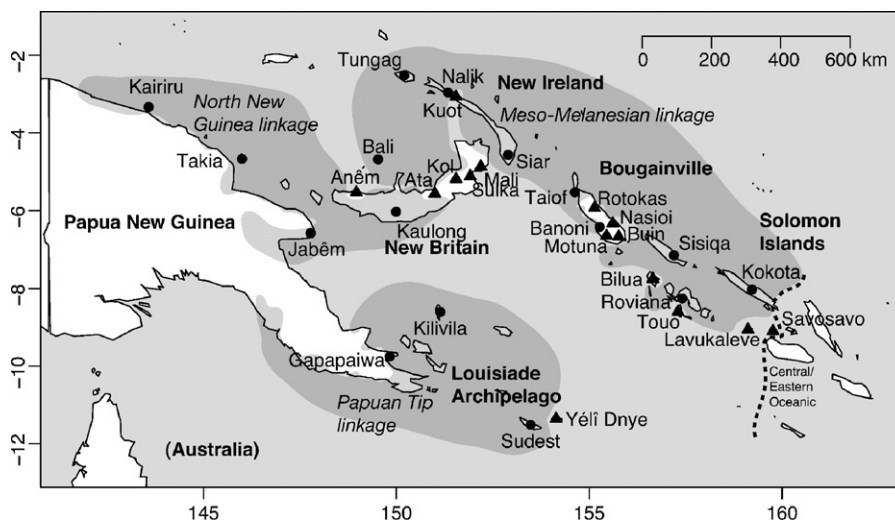 0 200 400 600 km
-2
-4
-6
-8
-10
-12
145 150 155 160
Kairiru
North New
Guinea linkage
Takia
Papua New Guinea
Jabêm
Tungag
Nalik
Kuot
New Ireland
Meso-Melanesian linkage
Bali
Siar
Kol
Anêm
Ata
Mali
Sulka
Kaulong
New Britain
Bougainville
Taiof
Rotokas
Nasioi
Banoni
Buin
Motuna
Sisiqa
Solomon
Islands
Kokota
Bilua
Roviana
Touo
Savosavo
Lavukaleve
Central/
Eastern
Oceanic
Kilivila
Gapapaiwa
Louisiade
Archipelago
Papuan Tip
linkage
Yélî Dnye
Sudest
(Australia)